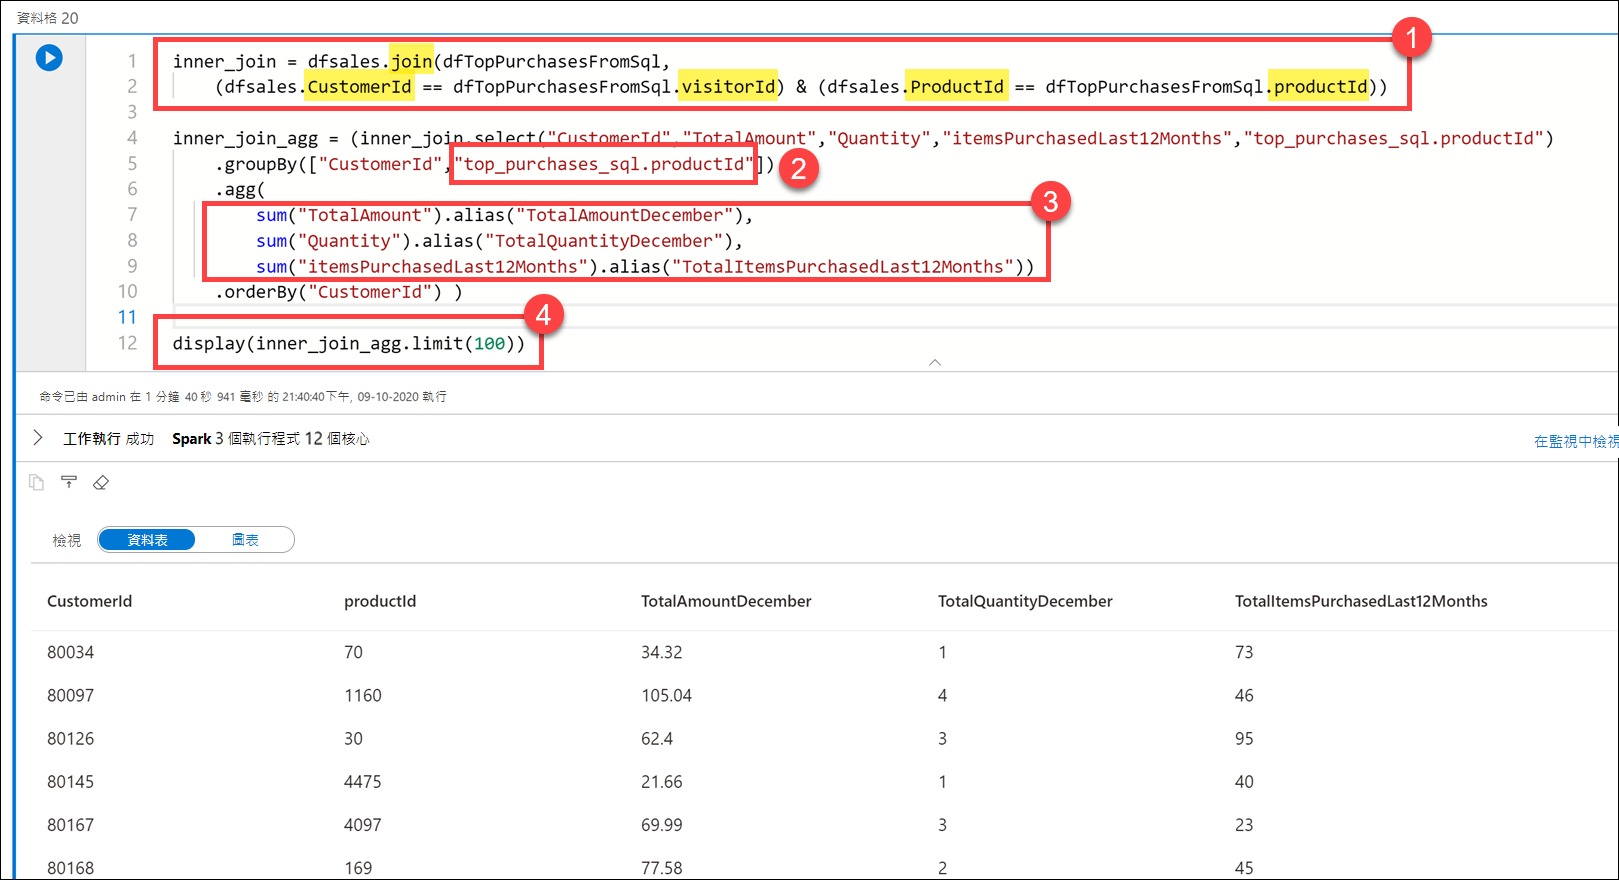 資料格 20
1
1 inner_join = dfsales.join(dfTopPurchasesFromSql,
2 (dfsales.CustomerId == dfTopPurchasesFromSql.visitorId) & (dfsales.ProductId == dfTopPurchasesFromSql.productId))
3
4 inner_join_agg = (inner_join.select("CustomerId","TotalAmount","Quantity","itemsPurchasedLast12Months","top_purchases_sql.productId")
5 .groupBy(["CustomerId","top_purchases_sql.productId"])
2
6 .agg(
3
7 sum("TotalAmount").alias("TotalAmountDecember"),
8 sum("Quantity").alias("TotalQuantityDecember"),
9 sum("itemsPurchasedLast12Months").alias("TotalItemsPurchasedLast12Months"))
10 .orderBy("CustomerId") )
11
4
12 display(inner_join_agg.limit(100))
命令已由 admin 在 1 分鐘 40 秒 941 毫秒 的 21:40:40下午, 09-10-2020 執行
工作執行 成功 Spark 3 個執行程式 12 個核心
在監視中檢視
檢視 資料表 圖表
CustomerId productId TotalAmountDecember TotalQuantityDecember TotalItemsPurchasedLast12Months
80034 70 34.32 1 73
80097 1160 105.04 4 46
80126 30 62.4 3 95
80145 4475 21.66 1 40
80167 4097 69.99 3 23
80168 169 77.58 2 45